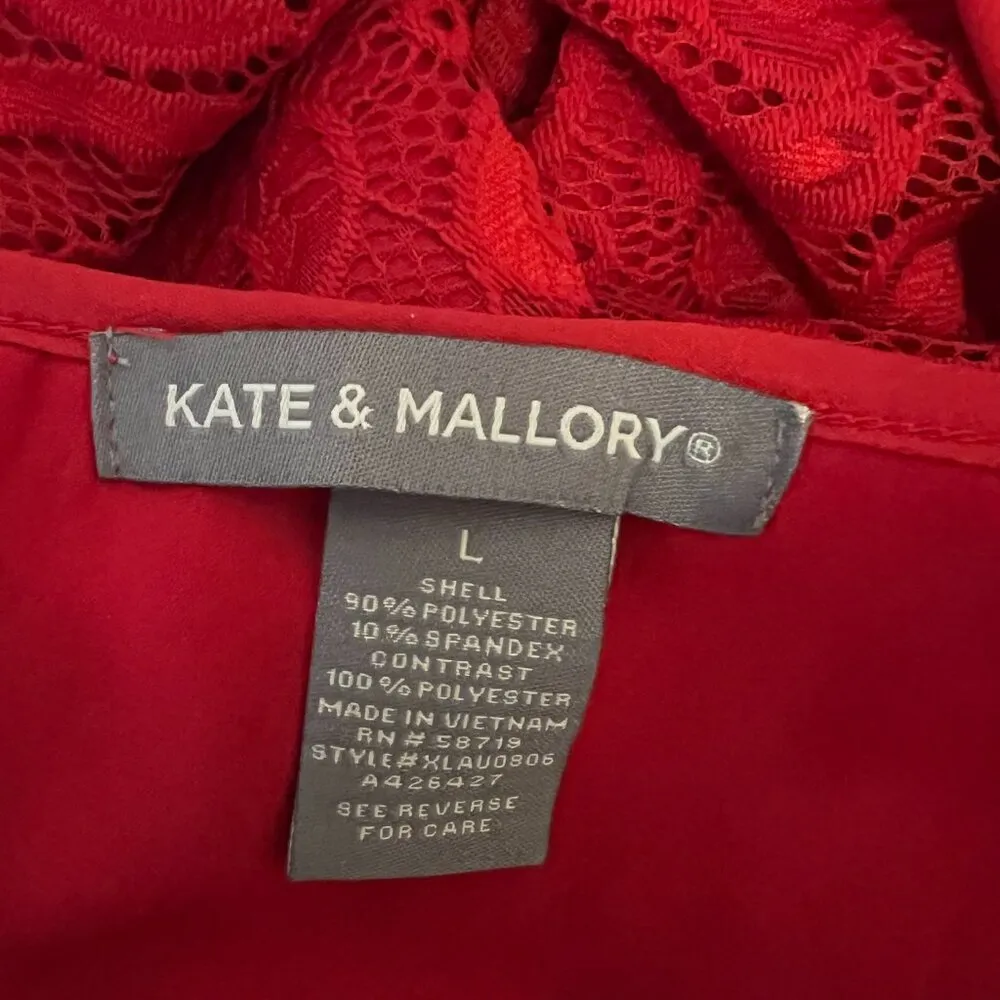 KATE & MALLORY®
L
SHELL
90% POLYESTER
10% SPANDEX
CONTRAST
100% POLYESTER
MADE IN VIETNAM
RN # 58719
STYLE#XLAU0806
A426427
SEE REVERSE
FOR CARE